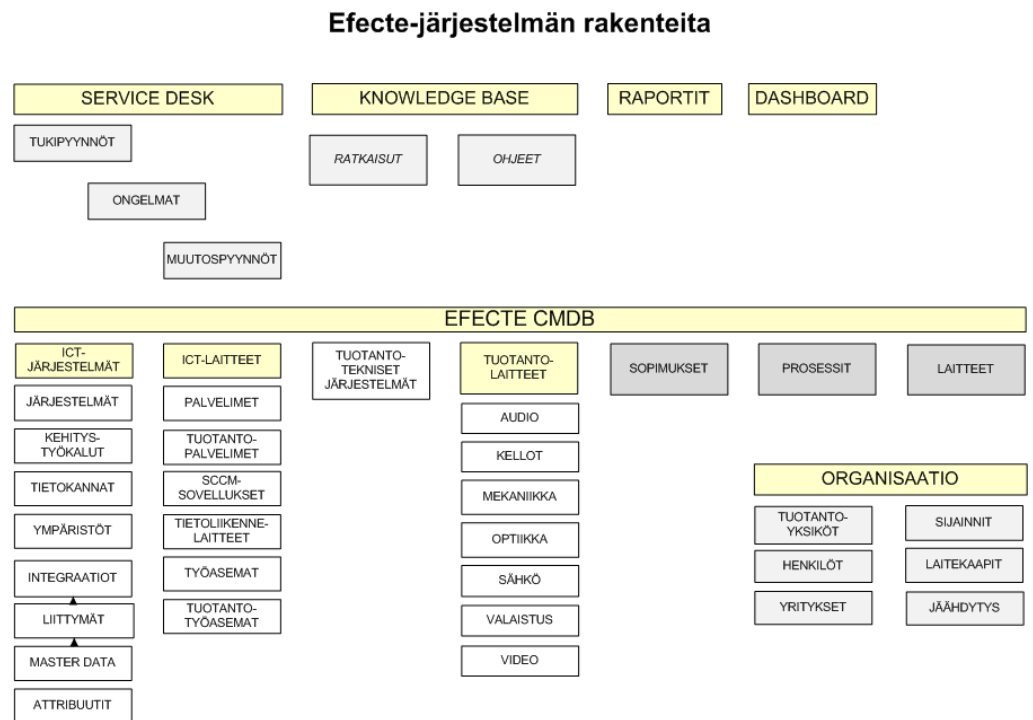 Efecte-järjestelmän rakenteita
SERVICE DESK
TUKIPYYNNÖT
ONGELMAT
MUUTOSPYYNNÖT
KNOWLEDGE BASE
RATKAISUT
OHJEET
RAPORTIT
DASHBOARD
EFECTE CMDB
ICT-
JÄRJESTELMÄT
JÄRJESTELMÄT
KEHITYS-
TYÖKALUT
TIETOKANNAT
YMPÄRISTÖT
INTEGRAATIOT
LIITTYMÄT
MASTER DATA
ATTRIBUUTIT
ICT-LAITTEET
PALVELIMET
TUOTANTO-
PALVELIMET
SCCM-
SOVELLUKSET
TIETOLIIKENNE-
LAITTEET
TYÖASEMAT
TUOTANTO-
TYÖASEMAT
TUOTANTO-
TEKNISET
JÄRJESTELMÄT
TUOTANTO-
LAITTEET
AUDIO
KELLOT
MEKANIIKKA
OPTIIKKA
SÄHKÖ
VALAISTUS
VIDEO
SOPIMUKSET
PROSESSIT
LAITTEET
ORGANISAATIO
TUOTANTO-
YKSIKÖT
HENKILÖT
YRITYKSET
SIJAINNIT
LAITEKAAPIT
JÄÄHDYTYS